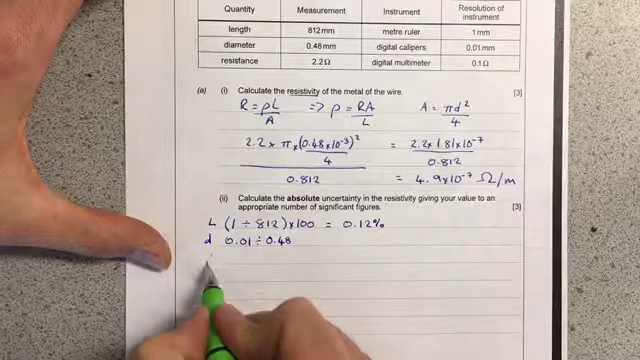 Quantity Measurement Instrument Resolution of instrument
length 812 mm metre ruler 1 mm
diameter 0.48 mm digital calipers 0.01 mm
resistance 2.2 Ω digital multimeter 0.1 Ω
(a) (i) Calculate the resistivity of the metal of the wire. [3]
R = ρL/A => ρ = RA/L A = πd²/4
2.2 × π × (0.48×10⁻³)²/4 / 0.812 = 2.2 × 1.81×10⁻⁷ / 0.812
= 4.9×10⁻⁷ Ω/m
(ii) Calculate the absolute uncertainty in the resistivity giving your value to an appropriate number of significant figures. [3]
L (1 ÷ 812) × 100 = 0.12%
d 0.01 ÷ 0.48